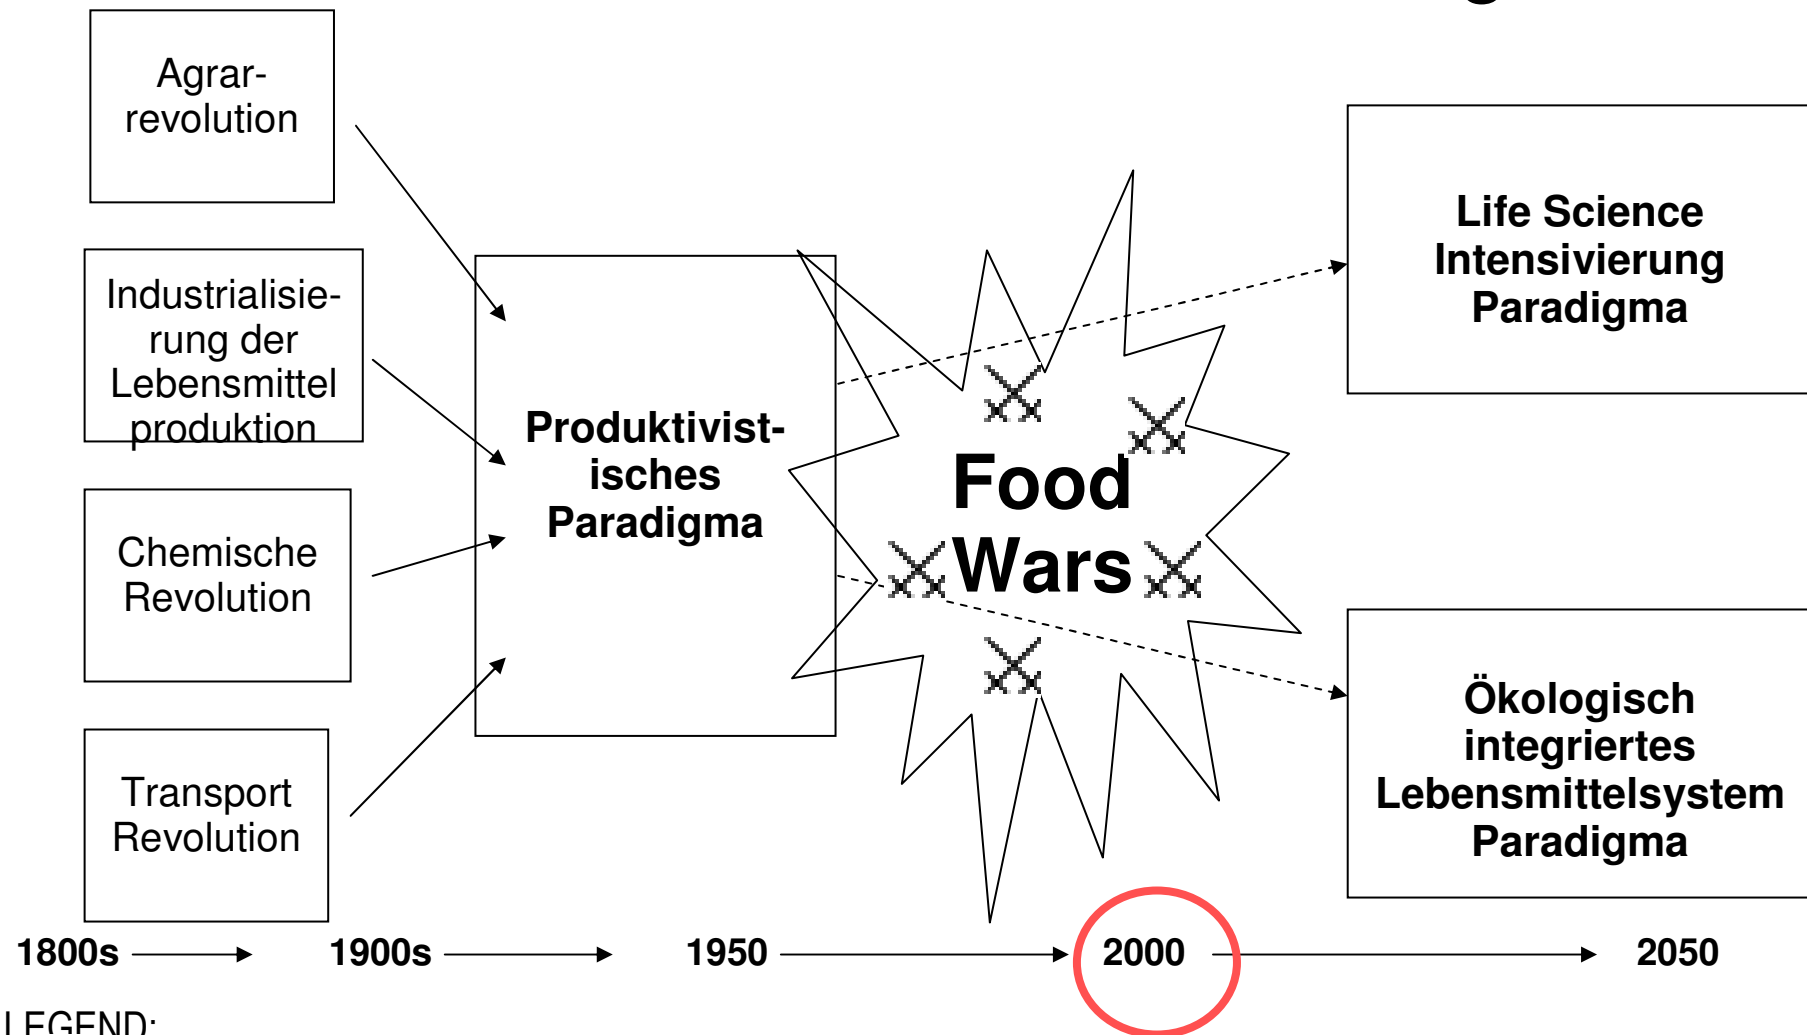 Agrar-
revolution
Industrialisie-
rung der
Lebensmittel
produktion
Chemische
Revolution
Transport
Revolution
Produktivist-
isches
Paradigma
Food
Wars
Life Science
Intensivierung
Paradigma
Ökologisch
integriertes
Lebensmittelsystem
Paradigma
1800s 1900s 1950 2000 2050
LEGEND: